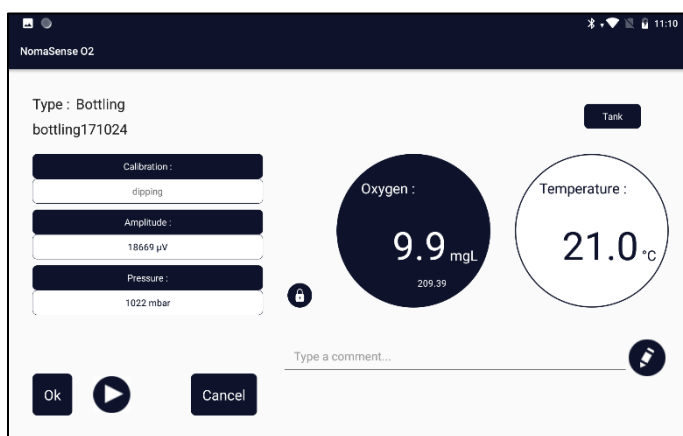 11:10
NomaSense O2
Type : Bottling
bottling171024
Tank
Calibration :
dipping
Amplitude :
18669 µV
Pressure :
1022 mbar
Oxygen :
9.9 mgL
209.39
Temperature :
21.0 °C
Type a comment...
Ok
Cancel